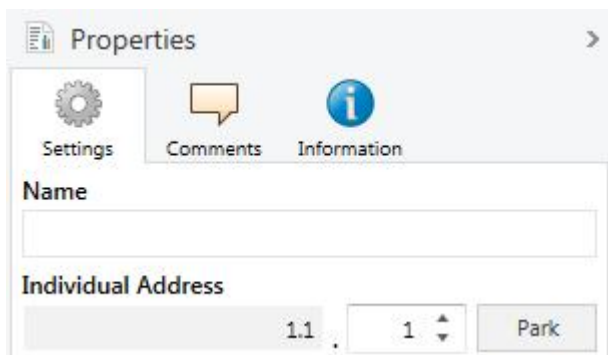 Properties
Settings Comments Information
Name
Individual Address
1.1 . 1 Park